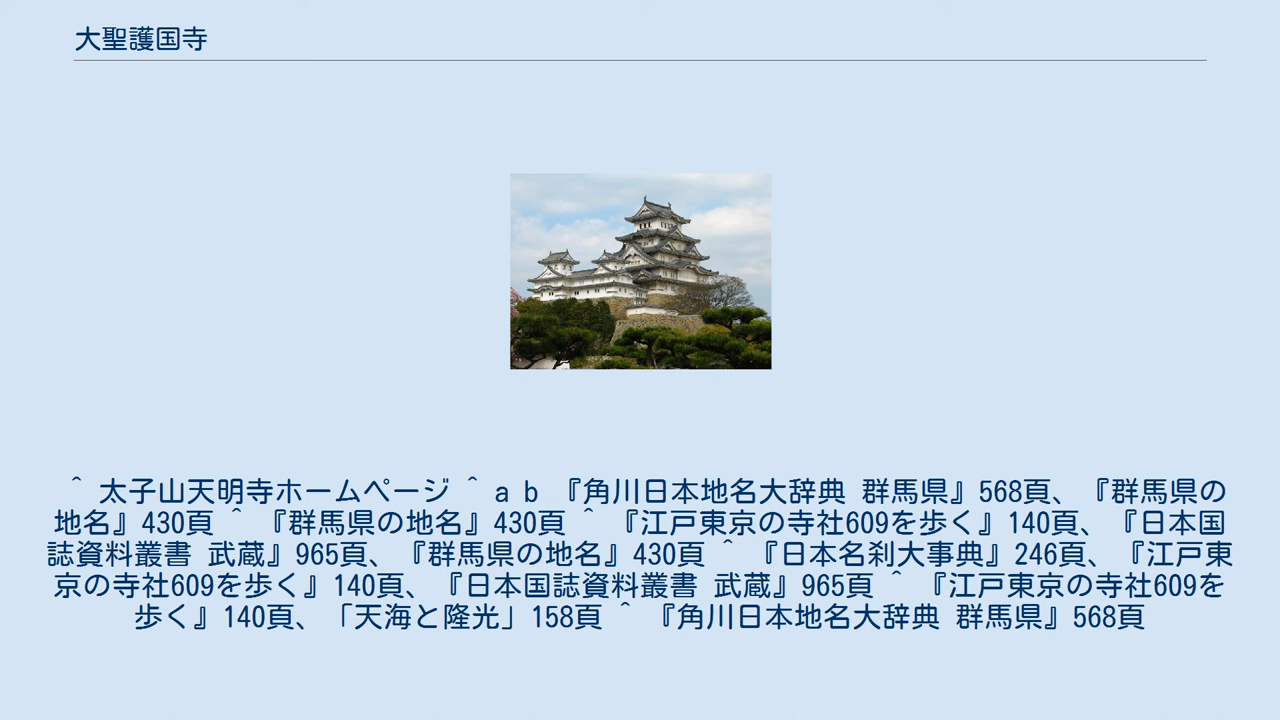 大聖護国寺
^ 太子山天明寺ホームページ ^ a b 『角川日本地名大辞典 群馬県』568頁、『群馬県の
地名』430頁 ^ 『群馬県の地名』430頁 ^ 『江戸東京の寺社609を歩く』140頁、『日本国
誌資料叢書 武蔵』965頁、『群馬県の地名』430頁 ^ 『日本名刹大事典』246頁、『江戸東
京の寺社609を歩く』140頁、『日本国誌資料叢書 武蔵』965頁 ^ 『江戸東京の寺社609を
歩く』140頁、「天海と隆光」158頁 ^ 『角川日本地名大辞典 群馬県』568頁